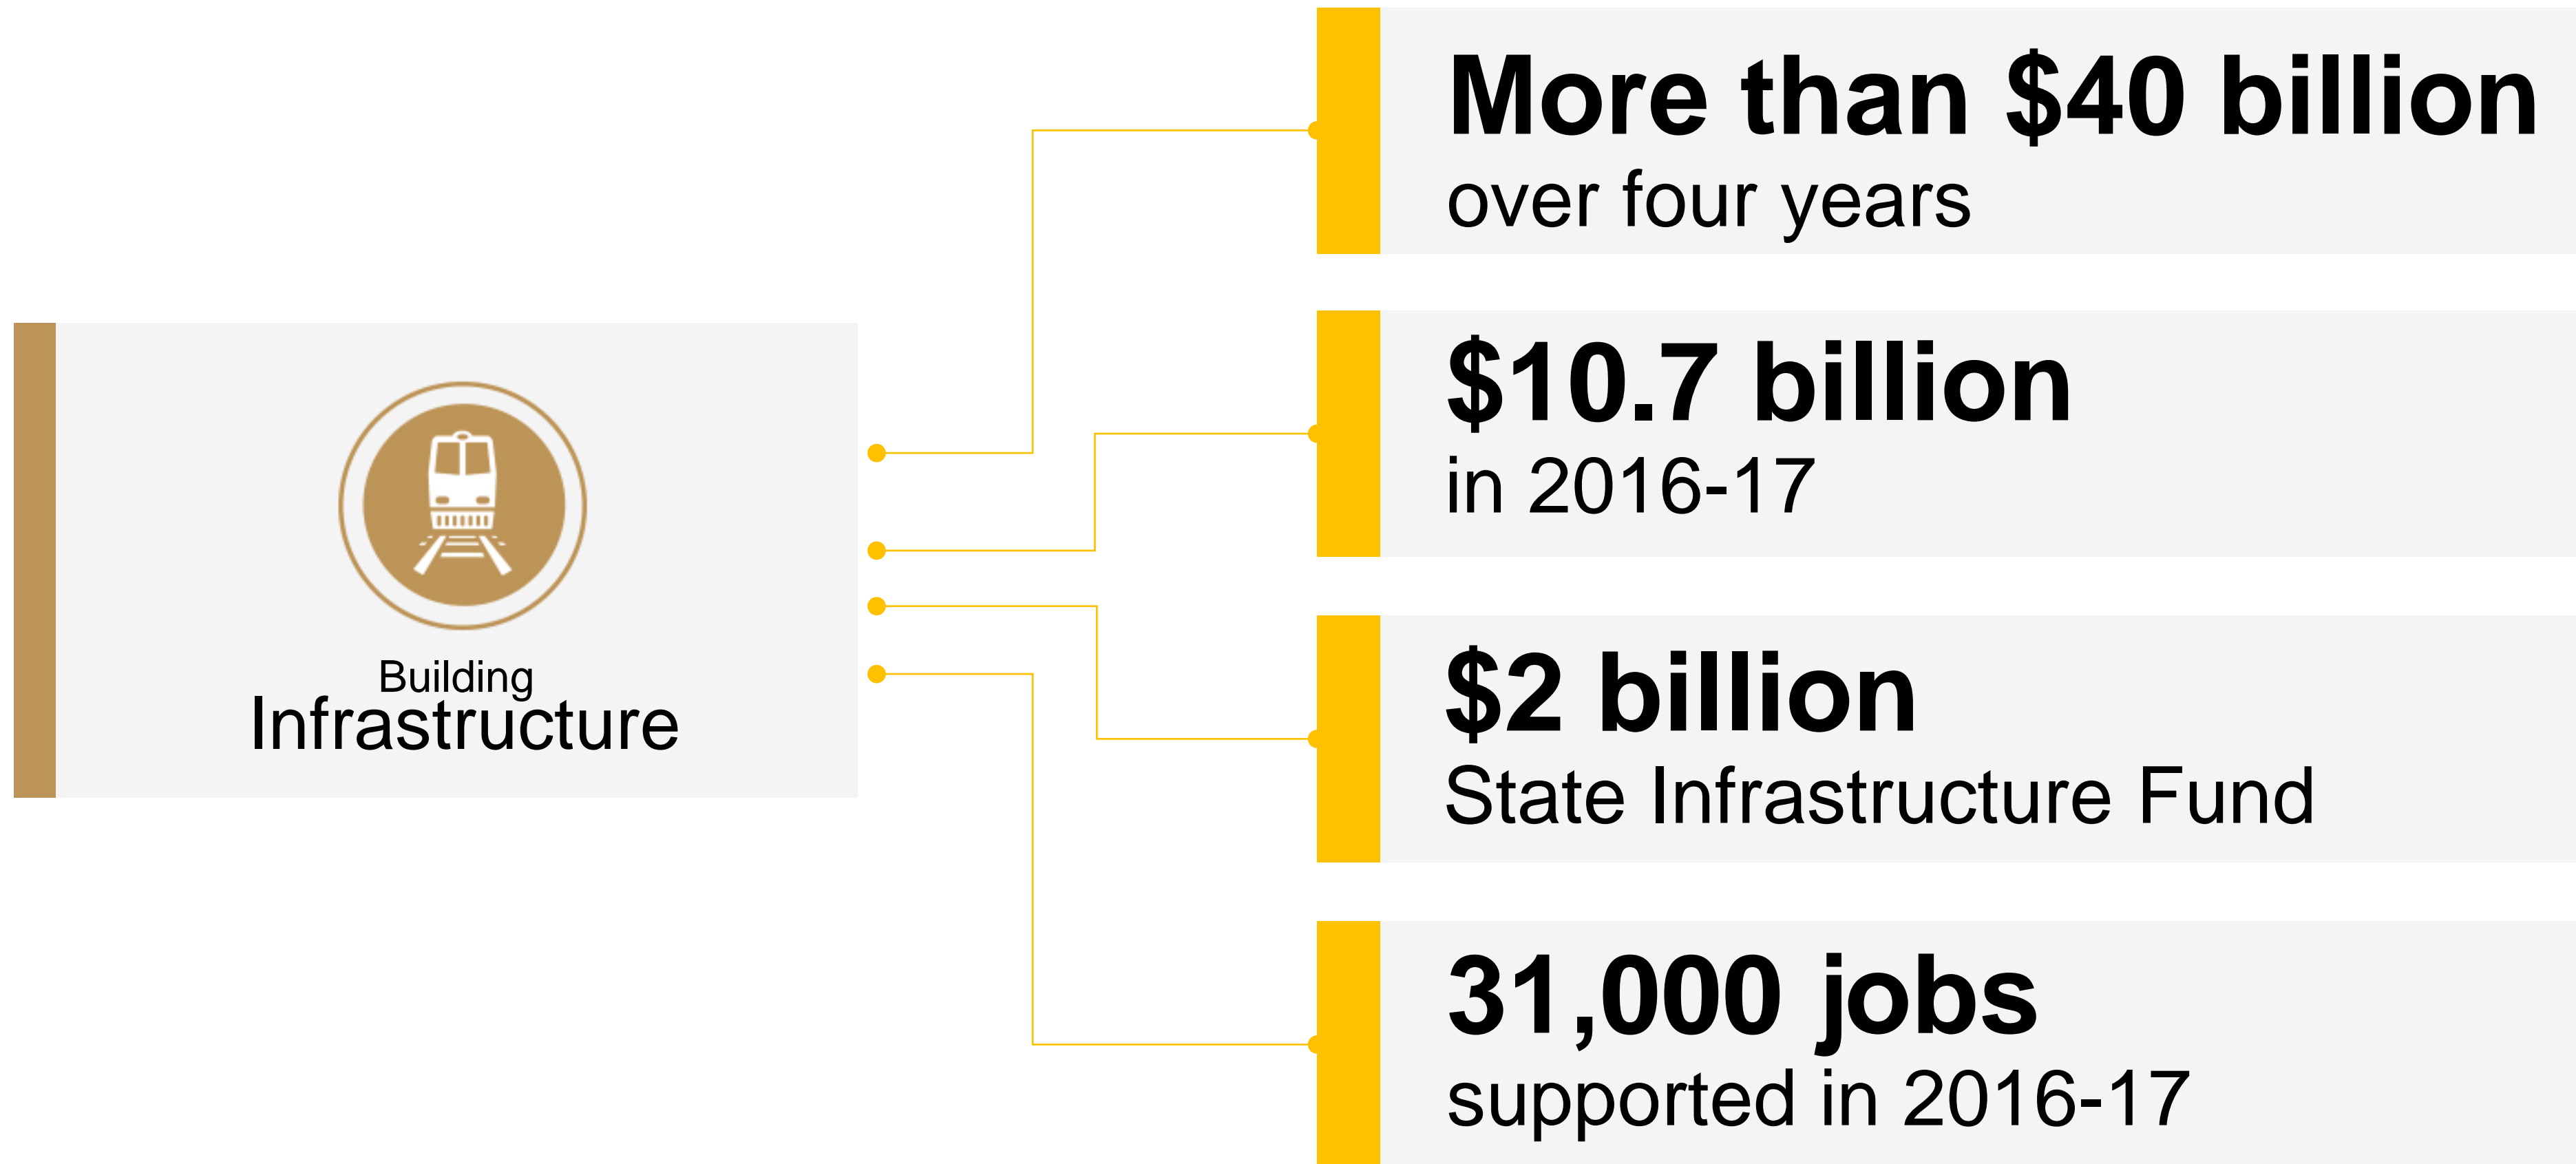 Building
Infrastructure
More than $40 billion
over four years
$10.7 billion
in 2016-17
$2 billion
State Infrastructure Fund
31,000 jobs
supported in 2016-17